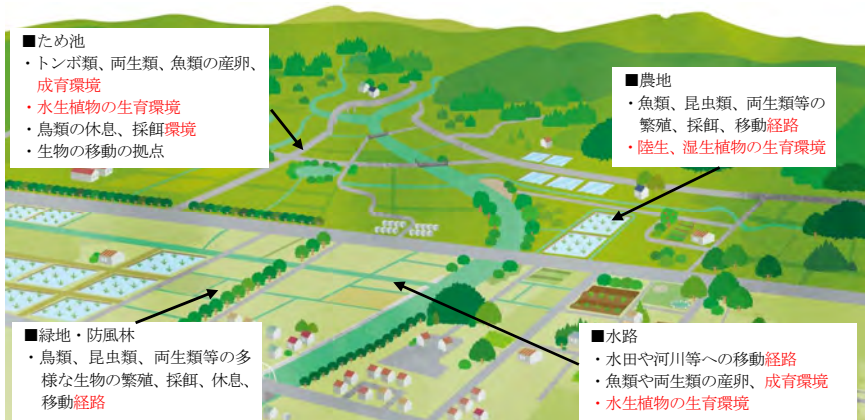 ■ため池
・トンボ類、両生類、魚類の産卵、
成育環境
・水生植物の生育環境
・鳥類の休息、採餌環境
・生物の移動の拠点
■農地
・魚類、昆虫類、両生類等の
繁殖、採餌、移動経路
・陸生、湿生植物の生育環境
■緑地・防風林
・鳥類、昆虫類、両生類等の多
様な生物の繁殖、採餌、休息、
移動経路
■水路
・水田や河川等への移動経路
・魚類や両生類の産卵、成育環境
・水生植物の生育環境